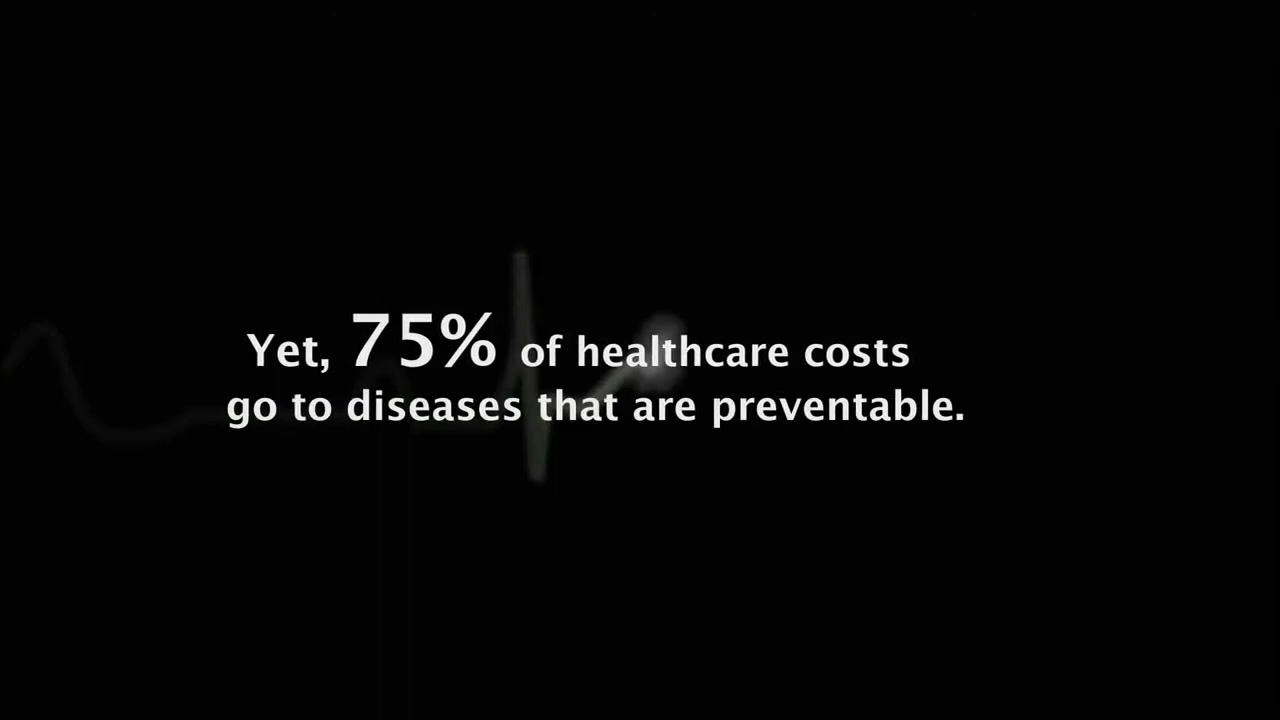 Yet, 75% of healthcare costs
go to diseases that are preventable.